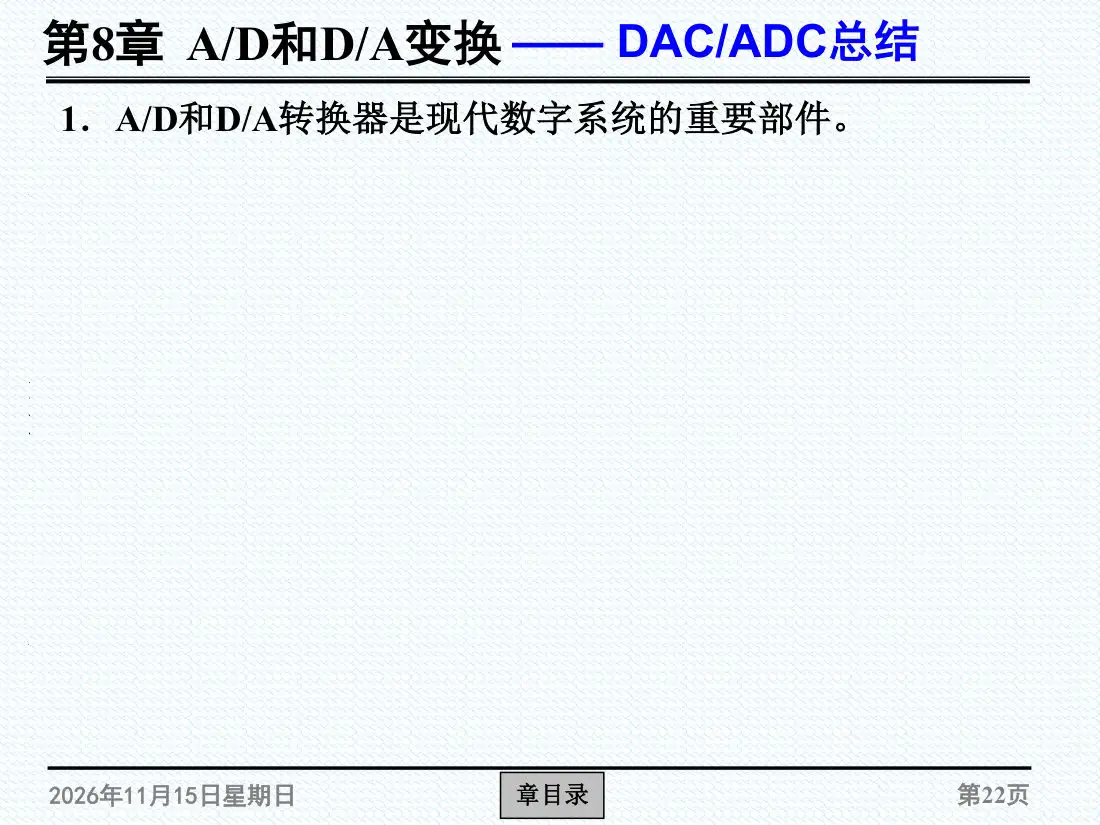 第8章 A/D和D/A变换 —— DAC/ADC总结
1. A/D和D/A转换器是现代数字系统的重要部件。
2026年11月15日星期日
章目录
第22页